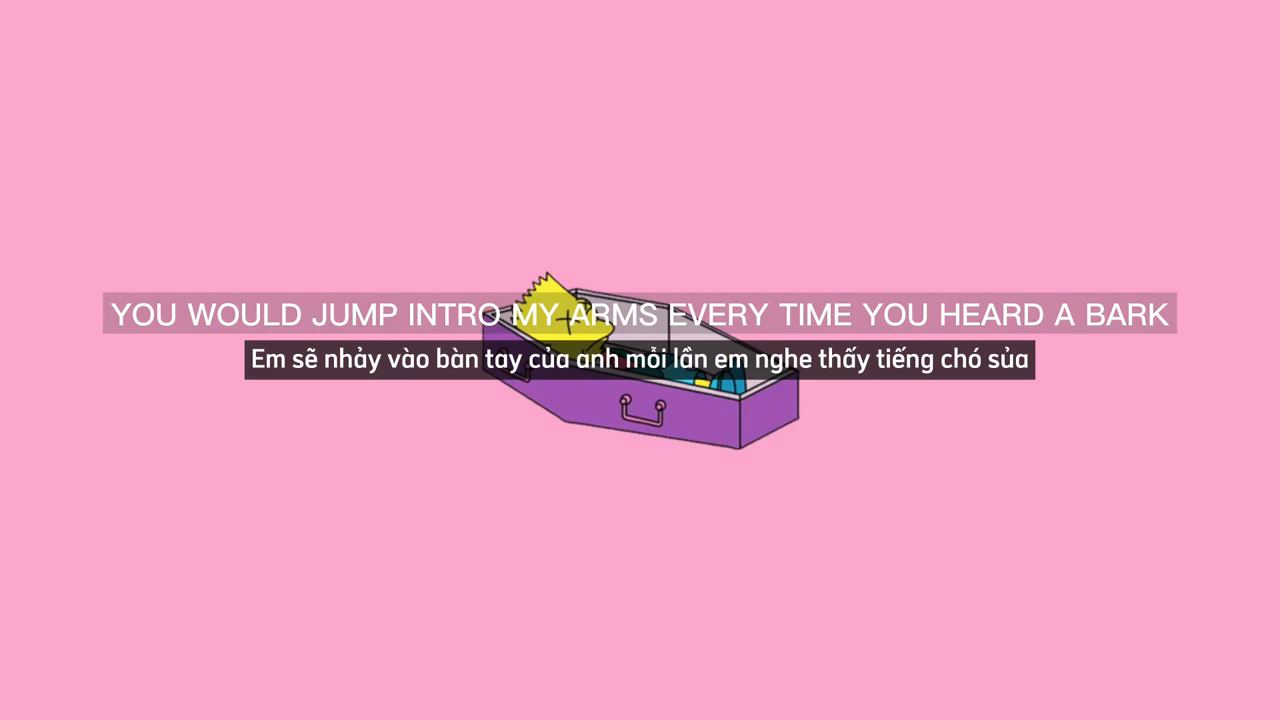 YOU WOULD JUMP INTRO MY ARMS EVERY TIME YOU HEARD A BARK
Em sẽ nhảy vào bàn tay của anh mỗi lần em nghe thấy tiếng chó sủa